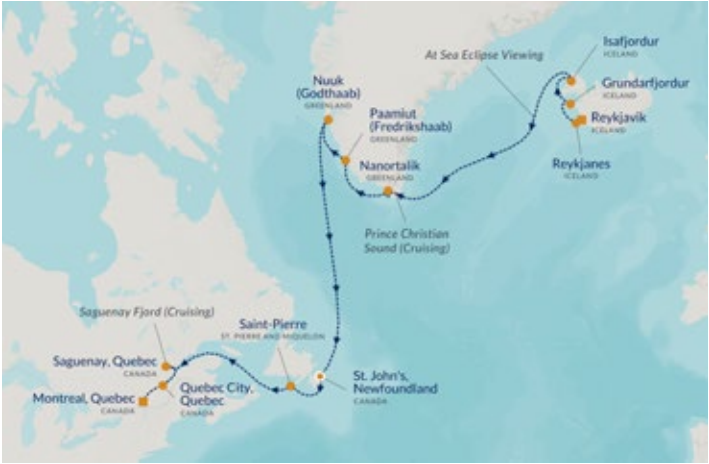 Isafjordur
ICELAND
At Sea Eclipse Viewing
Grundarfjordur
ICELAND
Nuuk
(Godthaab)
GREENLAND
Reykjavik
ICELAND
Paamiut
(Fredrikshaab)
GREENLAND
Reykjanes
ICELAND
Nanortalik
GREENLAND
Prince Christian
Sound (Cruising)
Saguenay Fjord (Cruising)
Saint-Pierre
ST. PIERRE AND MIQUELON
Saguenay, Quebec
CANADA
St. John's,
Newfoundland
CANADA
Quebec City,
Quebec
CANADA
Montreal, Quebec
CANADA